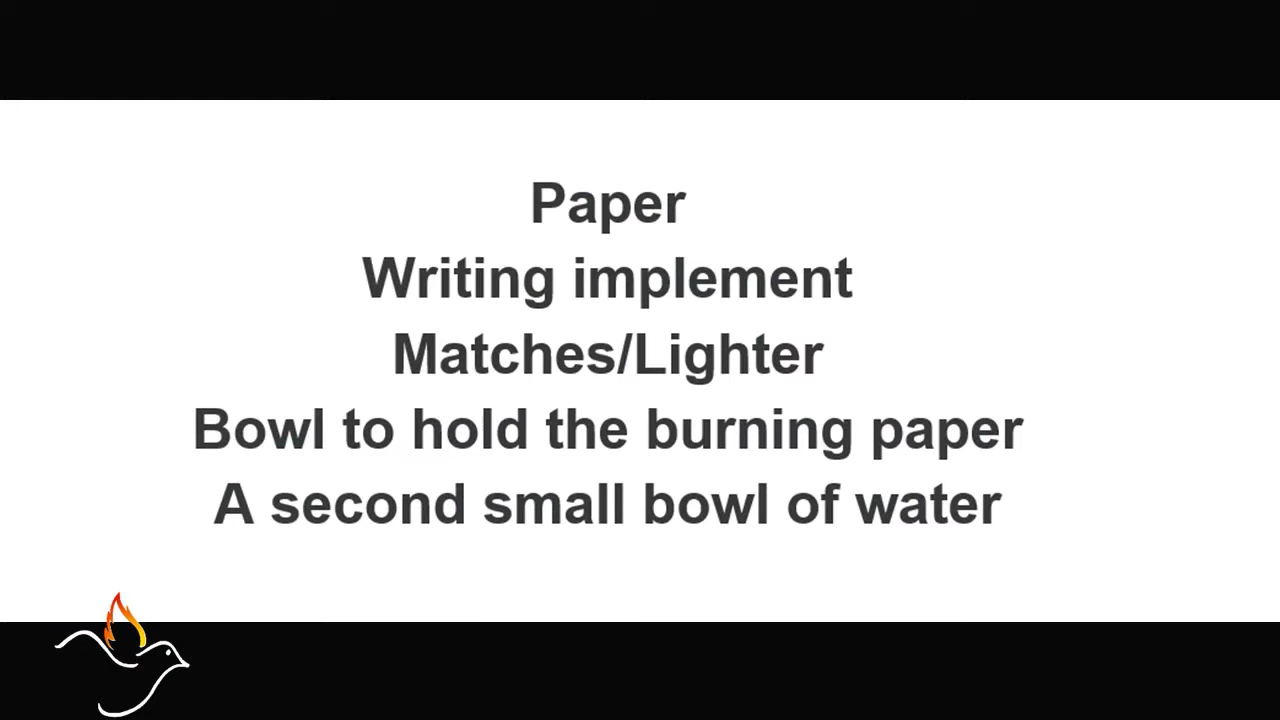 Paper
Writing implement
Matches/Lighter
Bowl to hold the burning paper
A second small bowl of water